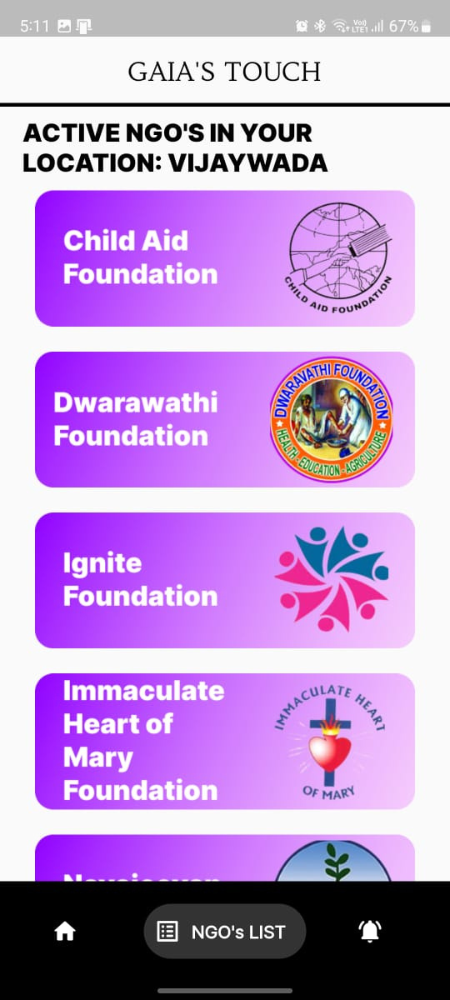 5:11
Vo))
LTE1
67%
GAIA'S TOUCH
ACTIVE NGO'S IN YOUR
LOCATION: VIJAYWADA
Child Aid
Foundation
CHILD AID FOUNDATION
Dwarawathi
Foundation
DWARAVATHI FOUNDATION
HEALTH - EDUCATION - AGRICULTURE
Ignite
Foundation
Immaculate
Heart of
Mary
Foundation
IMMACULATE HEART
OF MARY
NGO's LIST